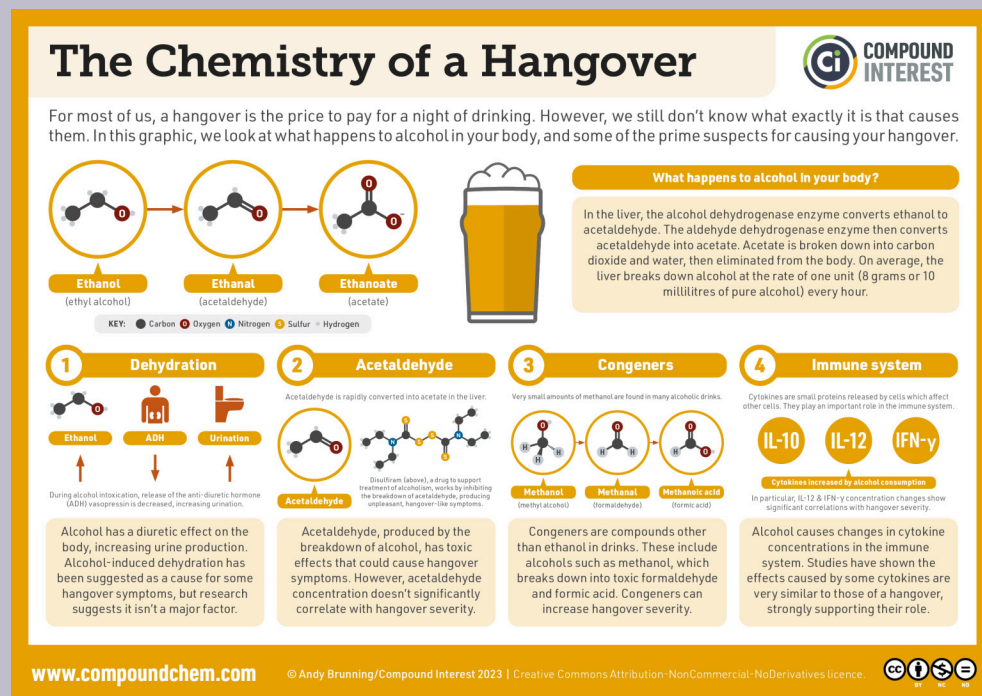 The Chemistry of a Hangover
Ci
COMPOUND
INTEREST
For most of us, a hangover is the price to pay for a night of drinking. However, we still don't know what exactly it is that causes
them. In this graphic, we look at what happens to alcohol in your body, and some of the prime suspects for causing your hangover.
O
O
O
O
-
Ethanol
(ethyl alcohol)
Ethanal
(acetaldehyde)
Ethanoate
(acetate)
KEY: Carbon O Oxygen N Nitrogen S Sulfur Hydrogen
What happens to alcohol in your body?
In the liver, the alcohol dehydrogenase enzyme converts ethanol to
acetaldehyde. The aldehyde dehydrogenase enzyme then converts
acetaldehyde into acetate. Acetate is broken down into carbon
dioxide and water, then eliminated from the body. On average, the
liver breaks down alcohol at the rate of one unit (8 grams or 10
millilitres of pure alcohol) every hour.
1 Dehydration
O
Ethanol
ADH
Urination
During alcohol intoxication, release of the anti-diuretic hormone
(ADH) vasopressin is decreased, increasing urination.
Alcohol has a diuretic effect on the
body, increasing urine production.
Alcohol-induced dehydration has
been suggested as a cause for some
hangover symptoms, but research
suggests it isn't a major factor.
2 Acetaldehyde
Acetaldehyde is rapidly converted into acetate in the liver.
O
N
S
S
S
S
N
Acetaldehyde
Disulfiram (above), a drug to support
treatment of alcoholism, works by inhibiting
the breakdown of acetaldehyde, producing
unpleasant, hangover-like symptoms.
Acetaldehyde, produced by the
breakdown of alcohol, has toxic
effects that could cause hangover
symptoms. However, acetaldehyde
concentration doesn't significantly
correlate with hangover severity.
3 Congeners
Very small amounts of methanol are found in many alcoholic drinks.
O
H
H
H
O
H
H
O
H
O
Methanol
(methyl alcohol)
Methanal
(formaldehyde)
Methanoic acid
(formic acid)
Congeners are compounds other
than ethanol in drinks. These include
alcohols such as methanol, which
breaks down into toxic formaldehyde
and formic acid. Congeners can
increase hangover severity.
4 Immune system
Cytokines are small proteins released by cells which affect
other cells. They play an important role in the immune system.
IL-10
IL-12
IFN-γ
Cytokines increased by alcohol consumption
In particular, IL-12 & IFN-γ concentration changes show
significant correlations with hangover severity.
Alcohol causes changes in cytokine
concentrations in the immune
system. Studies have shown the
effects caused by some cytokines are
very similar to those of a hangover,
strongly supporting their role.
www.compoundchem.com
© Andy Brunning/Compound Interest 2023 | Creative Commons Attribution-NonCommercial-NoDerivatives licence.
CC
BY NC ND